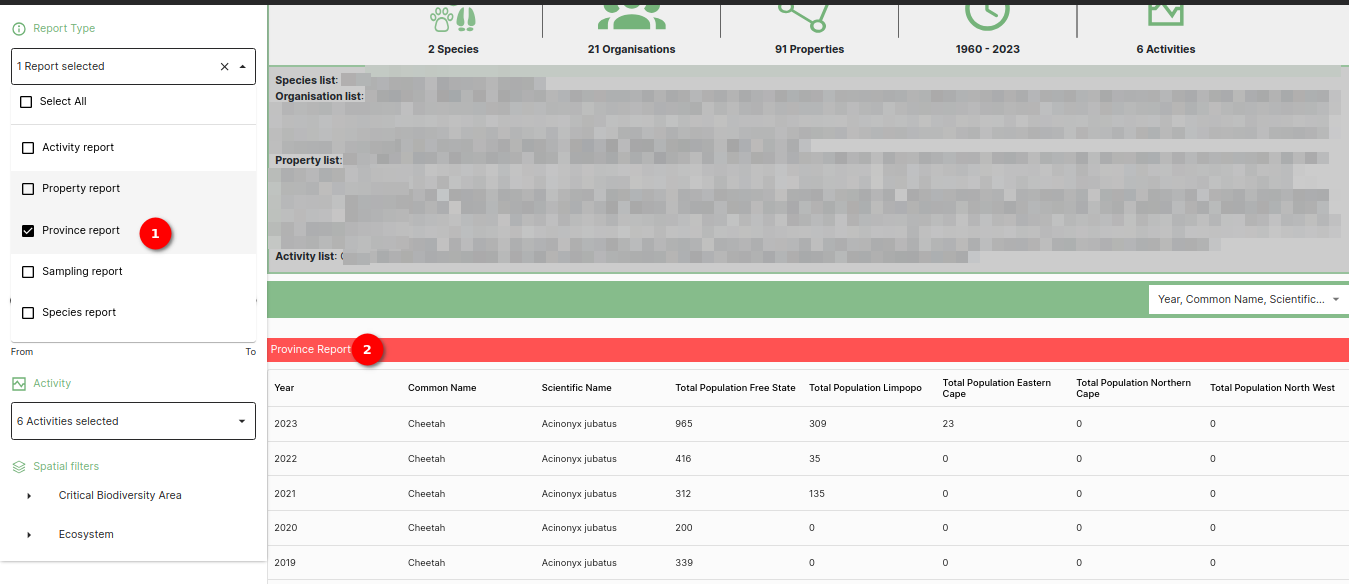 Report Type
1 Report selected
Select All
Activity report
Property report
Province report
1
Sampling report
Species report
From To
Activity
6 Activities selected
Spatial filters
Critical Biodiversity Area
Ecosystem
2 Species 21 Organisations 91 Properties 1960 - 2023 6 Activities
Species list:
Organisation list:
Property list:
Activity list:
Year, Common Name, Scientific...
Province Report 2
Year Common Name Scientific Name Total Population Free State Total Population Limpopo Total Population Eastern Cape Total Population Northern Cape Total Population North West
2023 Cheetah Acinonyx jubatus 965 309 23 0 0
2022 Cheetah Acinonyx jubatus 416 35 0 0 0
2021 Cheetah Acinonyx jubatus 312 135 0 0 0
2020 Cheetah Acinonyx jubatus 200 0 0 0 0
2019 Cheetah Acinonyx jubatus 339 0 0 0 0